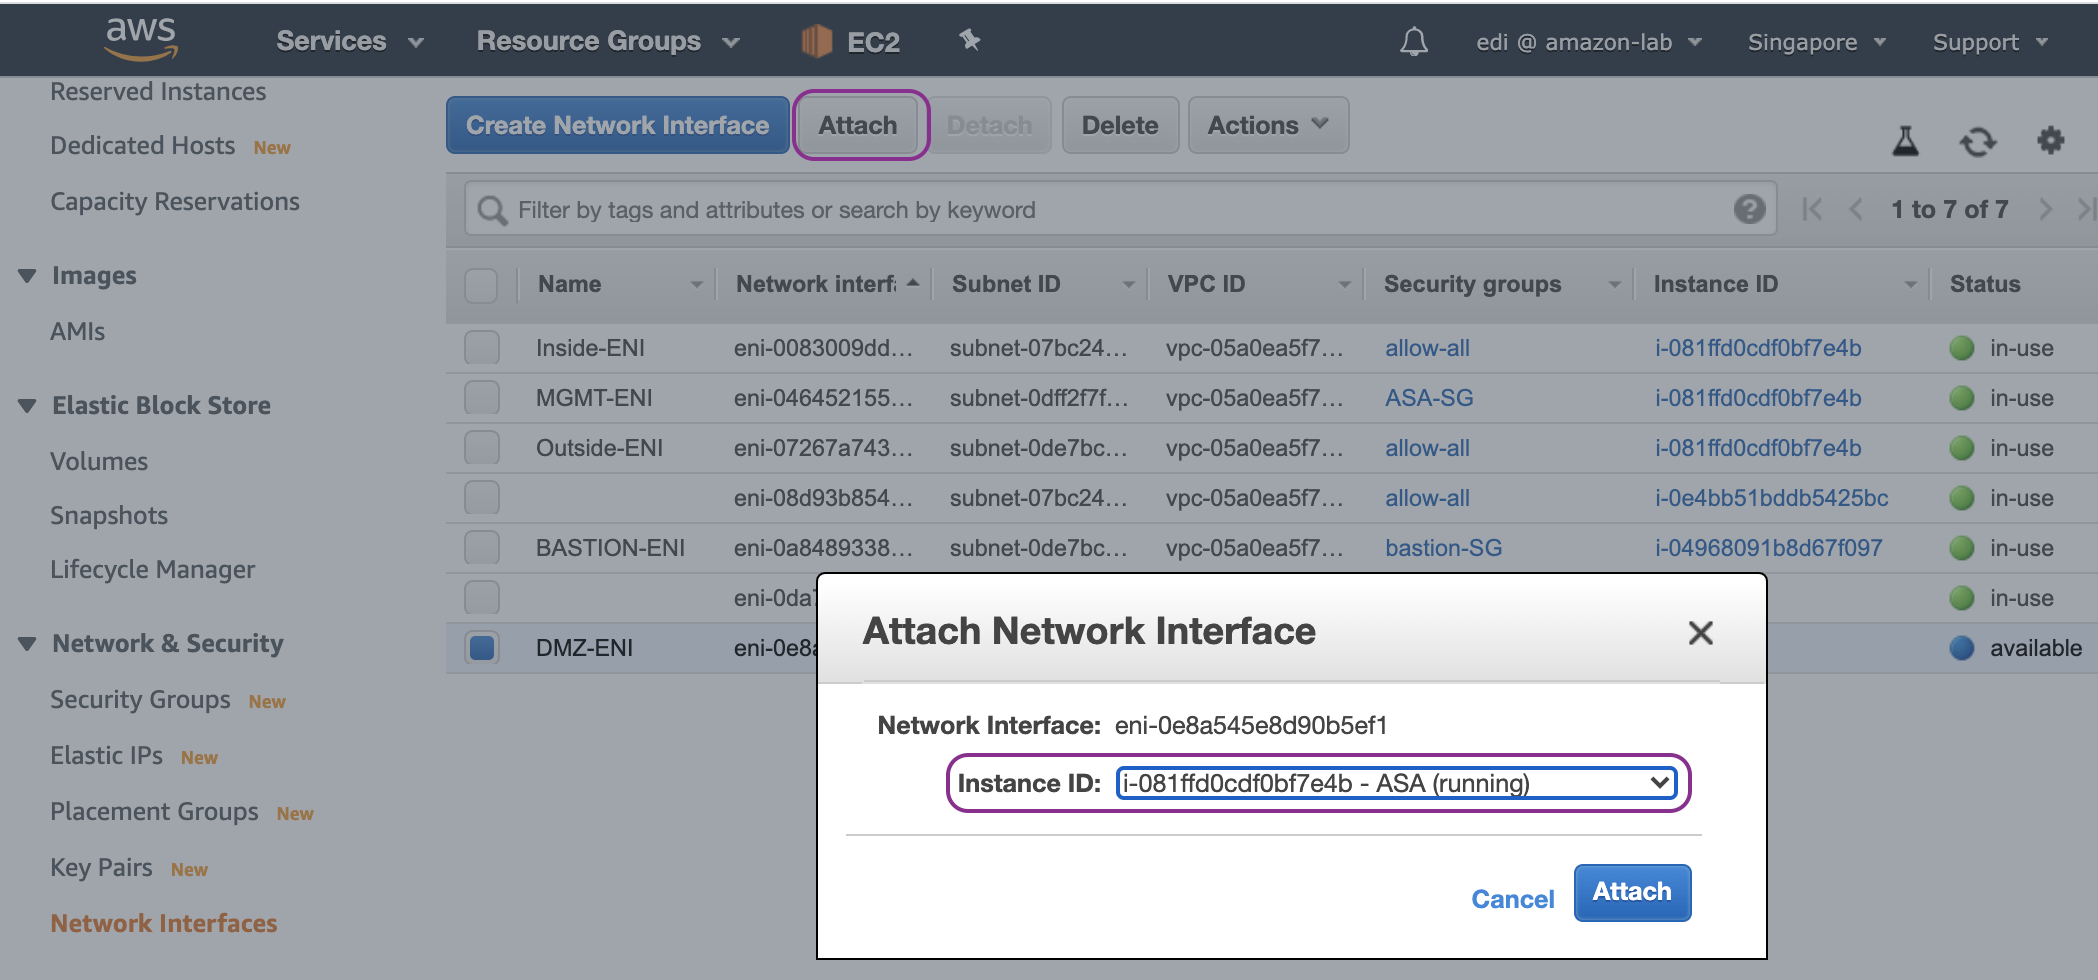 aws Services Resource Groups EC2 edi @ amazon-lab Singapore Support
Reserved Instances
Dedicated Hosts New
Capacity Reservations
Images
AMIs
Elastic Block Store
Volumes
Snapshots
Lifecycle Manager
Network & Security
Security Groups New
Elastic IPs New
Placement Groups New
Key Pairs New
Network Interfaces
Create Network Interface Attach Detach Delete Actions
Filter by tags and attributes or search by keyword ? 1 to 7 of 7
Name Network interf Subnet ID VPC ID Security groups Instance ID Status
Inside-ENI eni-0083009dd... subnet-07bc24... vpc-05a0ea5f7... allow-all i-081ffd0cdf0bf7e4b in-use
MGMT-ENI eni-046452155... subnet-0dff2f7f... vpc-05a0ea5f7... ASA-SG i-081ffd0cdf0bf7e4b in-use
Outside-ENI eni-07267a743... subnet-0de7bc... vpc-05a0ea5f7... allow-all i-081ffd0cdf0bf7e4b in-use
eni-08d93b854... subnet-07bc24... vpc-05a0ea5f7... allow-all i-0e4bb51bddb5425bc in-use
BASTION-ENI eni-0a8489338... subnet-0de7bc... vpc-05a0ea5f7... bastion-SG i-04968091b8d67f097 in-use
eni-0da7 in-use
DMZ-ENI eni-0e8a available
Attach Network Interface
Network Interface: eni-0e8a545e8d90b5ef1
Instance ID: i-081ffd0cdf0bf7e4b - ASA (running)
Cancel Attach